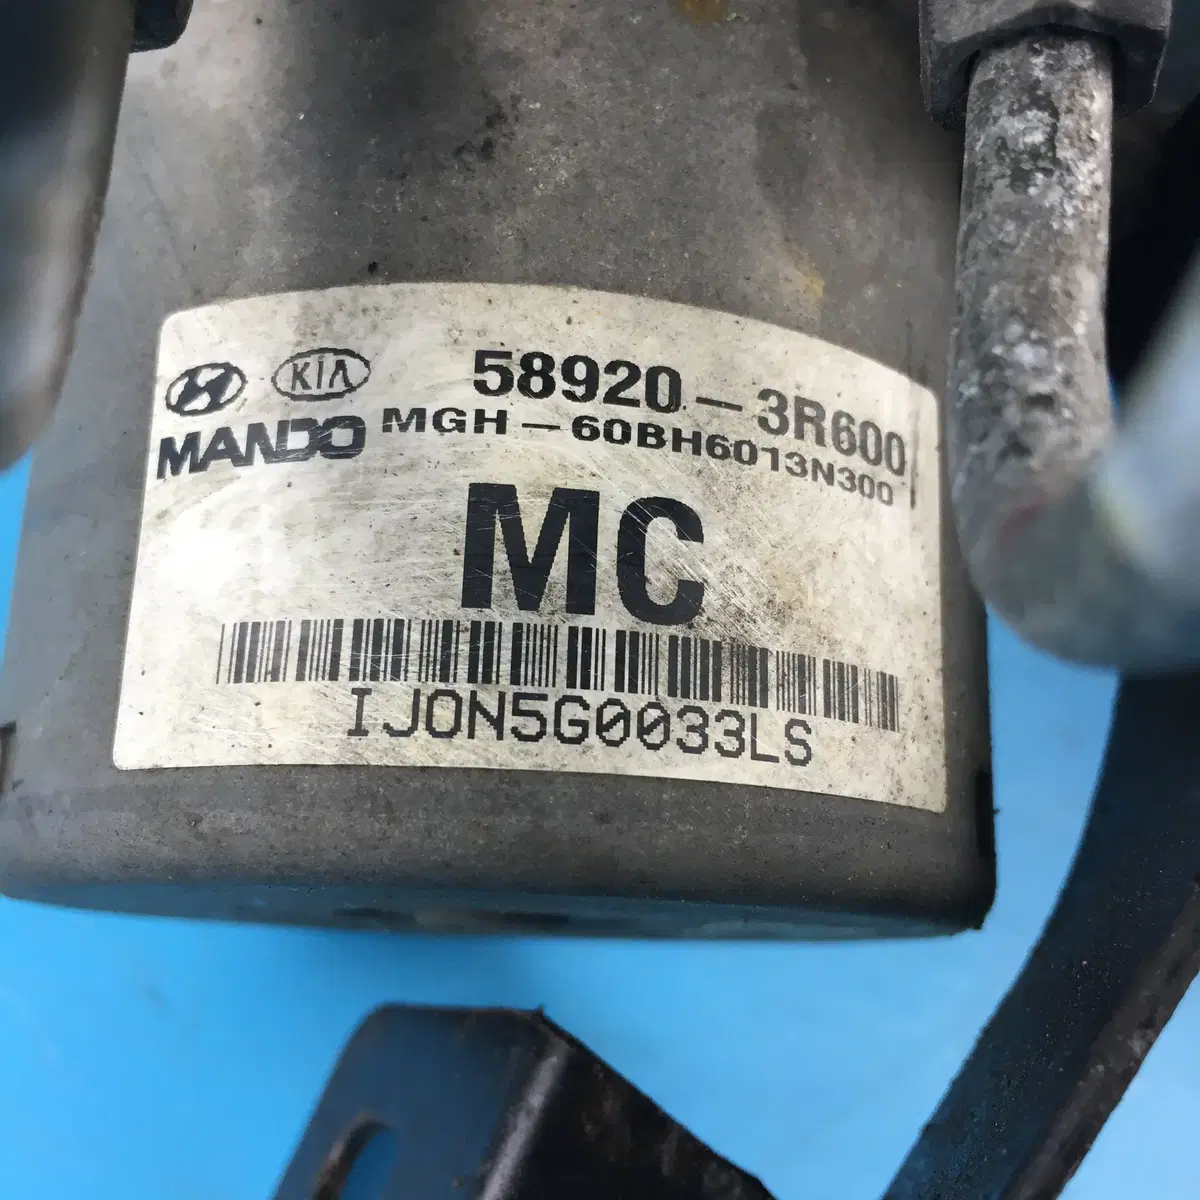 KIA 58920-3R600
MANDO MGH-60BH6013N300
MC
IJON5G0033LS